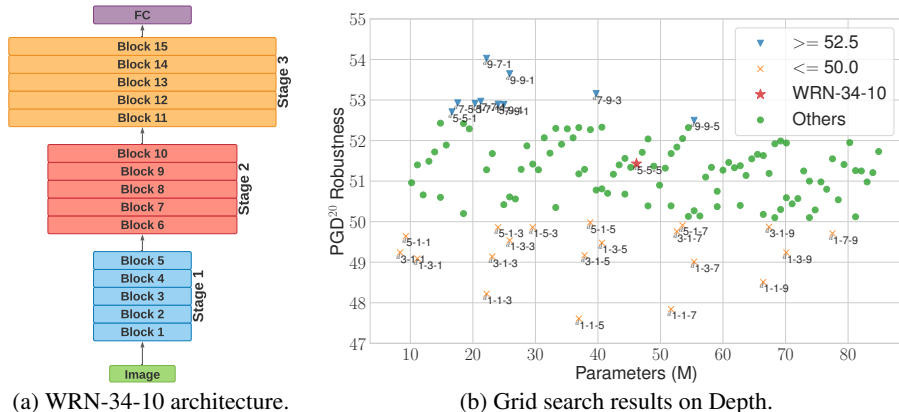 FC
Block 15
Block 14
Block 13
Block 12
Block 11
Stage 3
Block 10
Block 9
Block 8
Block 7
Block 6
Stage 2
Block 5
Block 4
Block 3
Block 2
Block 1
Stage 1
Image
(a) WRN-34-10 architecture.
PGD20 Robustness
55
54
53
52
51
50
49
48
47
10
20
30
40
50
60
70
80
Parameters (M)
>= 52.5
<= 50.0
WRN-34-10
Others
9-7-1
9-9-1
7-9-3
5-5-1
9-9-5
5-5-5
5-1-1
3-1-1
1-3-1
5-1-3
1-5-3
1-3-3
3-1-3
1-1-3
5-1-5
1-3-5
3-1-5
1-1-5
5-1-7
3-1-7
1-3-7
1-1-7
3-1-9
1-3-9
1-1-9
1-7-9
(b) Grid search results on Depth.